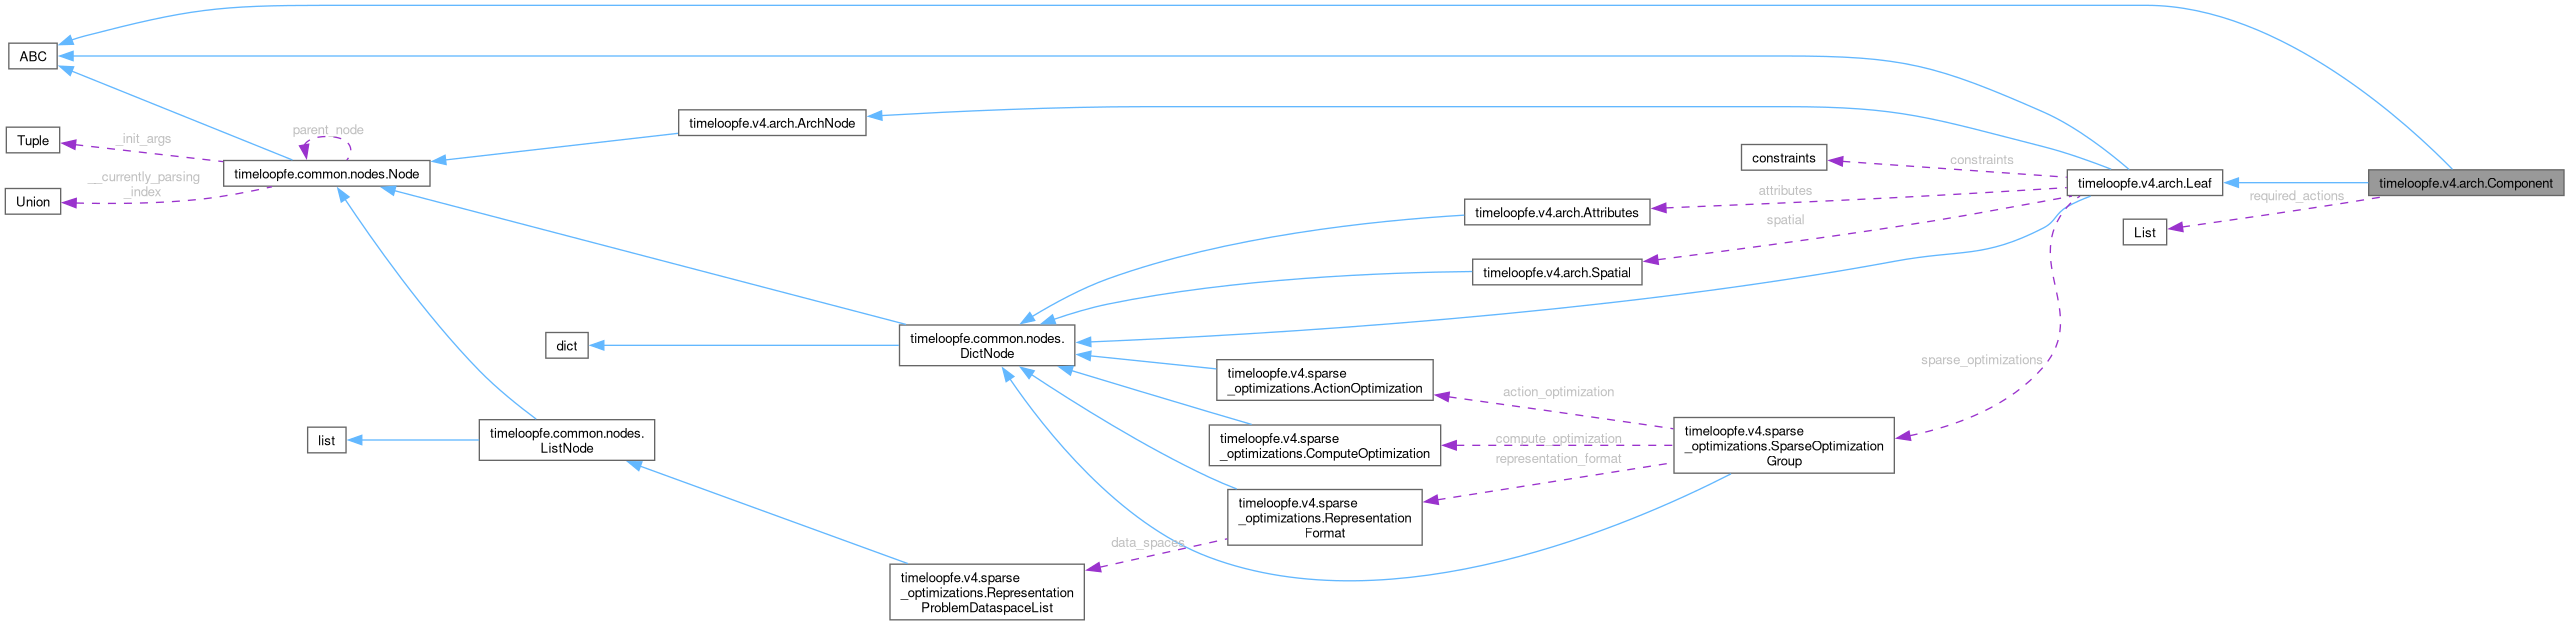 ABC
Tuple
Union
_init_args
__currently_parsing
_index
parent_node
timeloopfe.common.nodes.Node
timeloopfe.v4.arch.ArchNode
dict
list
timeloopfe.common.nodes.
ListNode
timeloopfe.common.nodes.
DictNode
timeloopfe.v4.sparse
_optimizations.Representation
ProblemDataspaceList
data_spaces
timeloopfe.v4.arch.Attributes
timeloopfe.v4.arch.Spatial
timeloopfe.v4.sparse
_optimizations.ActionOptimization
timeloopfe.v4.sparse
_optimizations.ComputeOptimization
timeloopfe.v4.sparse
_optimizations.Representation
Format
action_optimization
compute_optimization
representation_format
constraints
constraints
attributes
spatial
sparse_optimizations
timeloopfe.v4.sparse
_optimizations.SparseOptimization
Group
timeloopfe.v4.arch.Leaf
List
required_actions
timeloopfe.v4.arch.Component